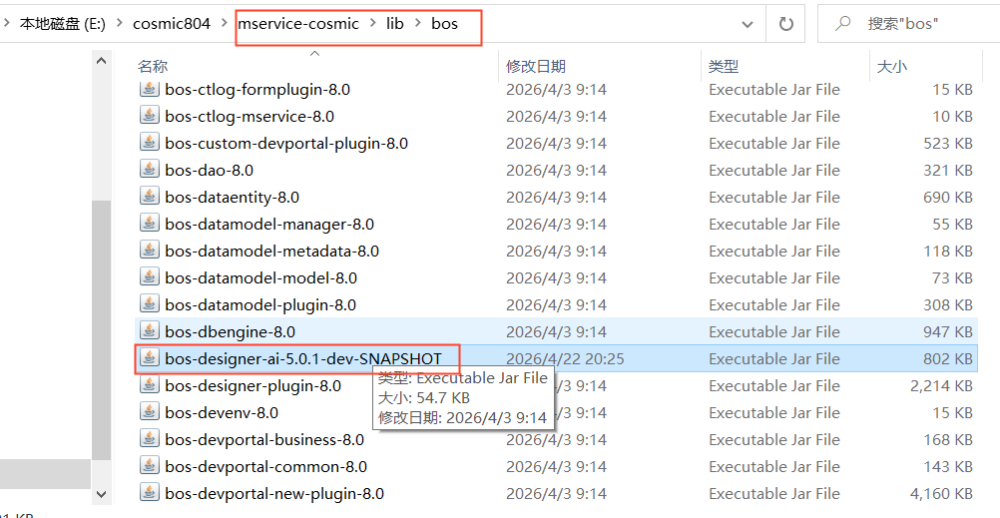 本地磁盘 (E:) > cosmic804 > mservice-cosmic > lib > bos
搜索"bos"
名称 修改日期 类型 大小
bos-ctlog-formplugin-8.0 2026/4/3 9:14 Executable Jar File 15 KB
bos-ctlog-mservice-8.0 2026/4/3 9:14 Executable Jar File 10 KB
bos-custom-devportal-plugin-8.0 2026/4/3 9:14 Executable Jar File 523 KB
bos-dao-8.0 2026/4/3 9:14 Executable Jar File 321 KB
bos-dataentity-8.0 2026/4/3 9:14 Executable Jar File 690 KB
bos-datamodel-manager-8.0 2026/4/3 9:14 Executable Jar File 55 KB
bos-datamodel-metadata-8.0 2026/4/3 9:14 Executable Jar File 118 KB
bos-datamodel-model-8.0 2026/4/3 9:14 Executable Jar File 73 KB
bos-datamodel-plugin-8.0 2026/4/3 9:14 Executable Jar File 308 KB
bos-dbengine-8.0 2026/4/3 9:14 Executable Jar File 947 KB
bos-designer-ai-5.0.1-dev-SNAPSHOT 2026/4/22 20:25 Executable Jar File 802 KB
类型: Executable Jar File
大小: 54.7 KB
修改日期: 2026/4/3 9:14
bos-designer-plugin-8.0 Executable Jar File 2,214 KB
bos-devenv-8.0 Executable Jar File 15 KB
bos-devportal-business-8.0 2026/4/3 9:14 Executable Jar File 168 KB
bos-devportal-common-8.0 2026/4/3 9:14 Executable Jar File 143 KB
bos-devportal-new-plugin-8.0 2026/4/3 9:14 Executable Jar File 4,160 KB